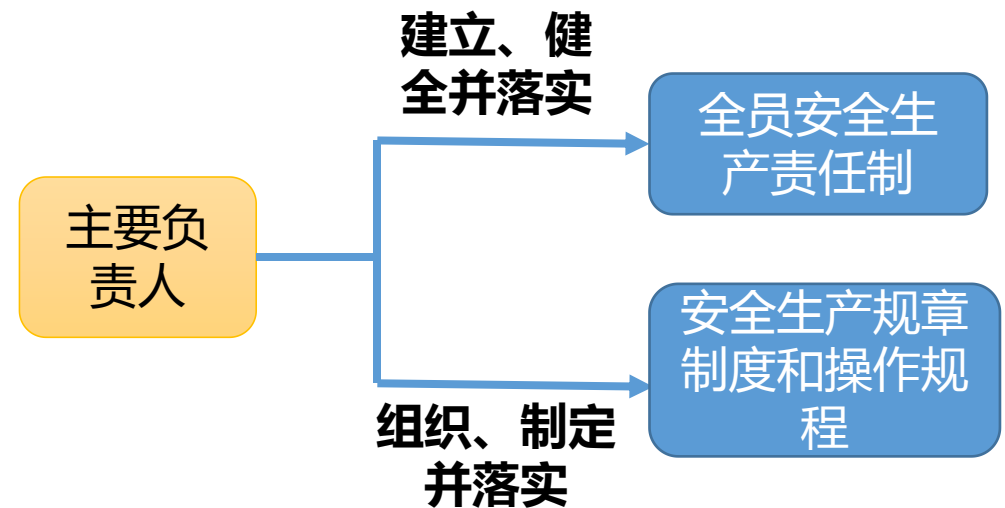 建立、健
全并落实
全员安全生
产责任制
主要负
责人
安全生产规章
制度和操作规
程
组织、制定
并落实